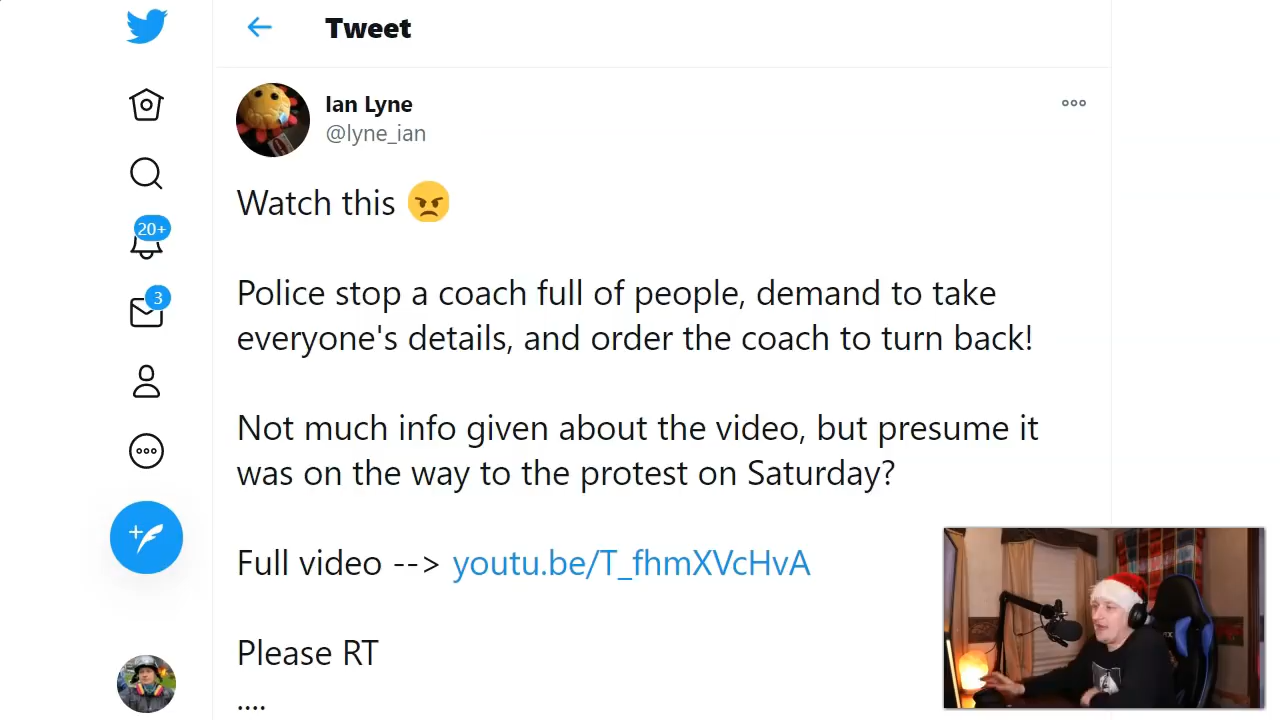 Tweet
Ian Lyne
@lyne_ian
Watch this
20+
Police stop a coach full of people, demand to take
3
everyone's details, and order the coach to turn back!
Not much info given about the video, but presume it
was on the way to the protest on Saturday?
Full video --> youtu.be/T_fhmXVcHvA
Please RT
....